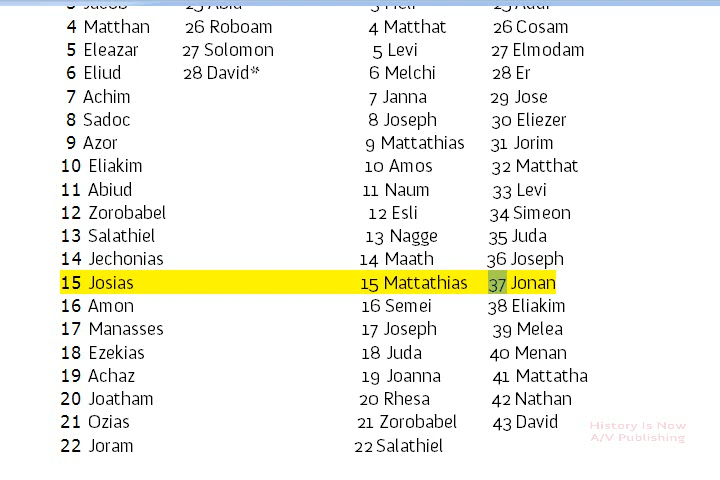 4 Matthan 26 Roboam 4 Matthat 26 Cosam
5 Eleazar 27 Solomon 5 Levi 27 Elmodam
6 Eliud 28 David* 6 Melchi 28 Er
7 Achim 7 Janna 29 Jose
8 Sadoc 8 Joseph 30 Eliezer
9 Azor 9 Mattathias 31 Jorim
10 Eliakim 10 Amos 32 Matthat
11 Abiud 11 Naum 33 Levi
12 Zorobabel 12 Esli 34 Simeon
13 Salathiel 13 Nagge 35 Juda
14 Jechonias 14 Maath 36 Joseph
15 Josias 15 Mattathias 37 Jonan
16 Amon 16 Semei 38 Eliakim
17 Manasses 17 Joseph 39 Melea
18 Ezekias 18 Juda 40 Menan
19 Achaz 19 Joanna 41 Mattatha
20 Joatham 20 Rhesa 42 Nathan
21 Ozias 21 Zorobabel 43 David
22 Joram 22 Salathiel
History Is Now
A/V Publishing